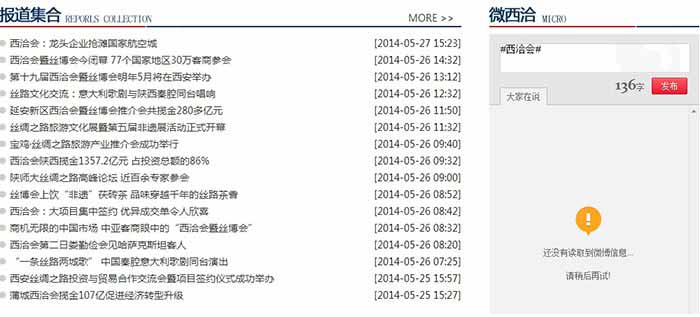 报道集合 REPORLS COLLECTION MORE >>
西洽会：龙头企业抢滩国家航空城 [2014-05-27 15:23]
西洽会暨丝博会今闭幕 77个国家地区30万客商参会 [2014-05-26 14:32]
第十九届西洽会暨丝博会明年5月将在西安举办 [2014-05-26 13:12]
丝路文化交流：意大利歌剧与陕西秦腔同台唱响 [2014-05-26 12:32]
延安新区西洽会暨丝博会推介会共揽金280多亿元 [2014-05-26 11:50]
丝绸之路旅游文化展暨第五届非遗展活动正式开幕 [2014-05-26 11:32]
宝鸡·丝绸之路旅游产业推介会成功举行 [2014-05-26 09:40]
西洽会陕西揽金1357.2亿元 占投资总额的86% [2014-05-26 09:32]
陕师大丝绸之路高峰论坛 近百余专家参会 [2014-05-26 09:00]
丝博会上饮“非遗”茯砖茶 品味穿越千年的丝路茶香 [2014-05-26 08:52]
西洽会：大项目集中签约 优异成交单令人欣喜 [2014-05-26 08:42]
商机无限的中国市场 中亚客商眼中的“西洽会暨丝博会” [2014-05-26 08:32]
西洽会第二日娄勤俭会见哈萨克斯坦客人 [2014-05-26 08:20]
“一条丝路两城歌” 中国秦腔意大利歌剧同台演出 [2014-05-26 07:25]
西安丝绸之路投资与贸易合作交流会暨项目签约仪式成功举办 [2014-05-25 15:57]
蒲城西洽会揽金107亿促进经济转型升级 [2014-05-25 15:27]
微西洽 MICRO
#西洽会#
136字 发布
大家在说
还没有读取到微博信息...
请稍后再试!